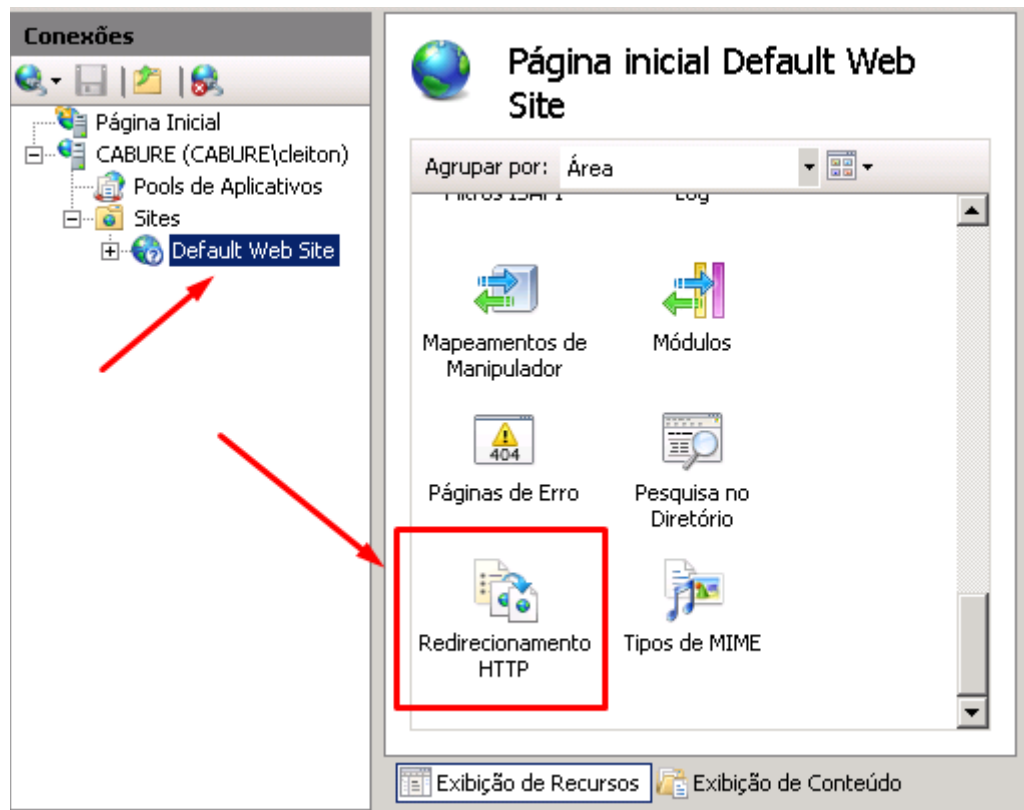 Conexões
Página Inicial
CABURE (CABURE\cleiton)
Pools de Aplicativos
Sites
Default Web Site
Página inicial Default Web
Site
Agrupar por: Área
Mapeamentos de
Manipulador
Módulos
404
Páginas de Erro
Pesquisa no
Diretório
Redirecionamento
HTTP
Tipos de MIME
Exibição de Recursos
Exibição de Conteúdo